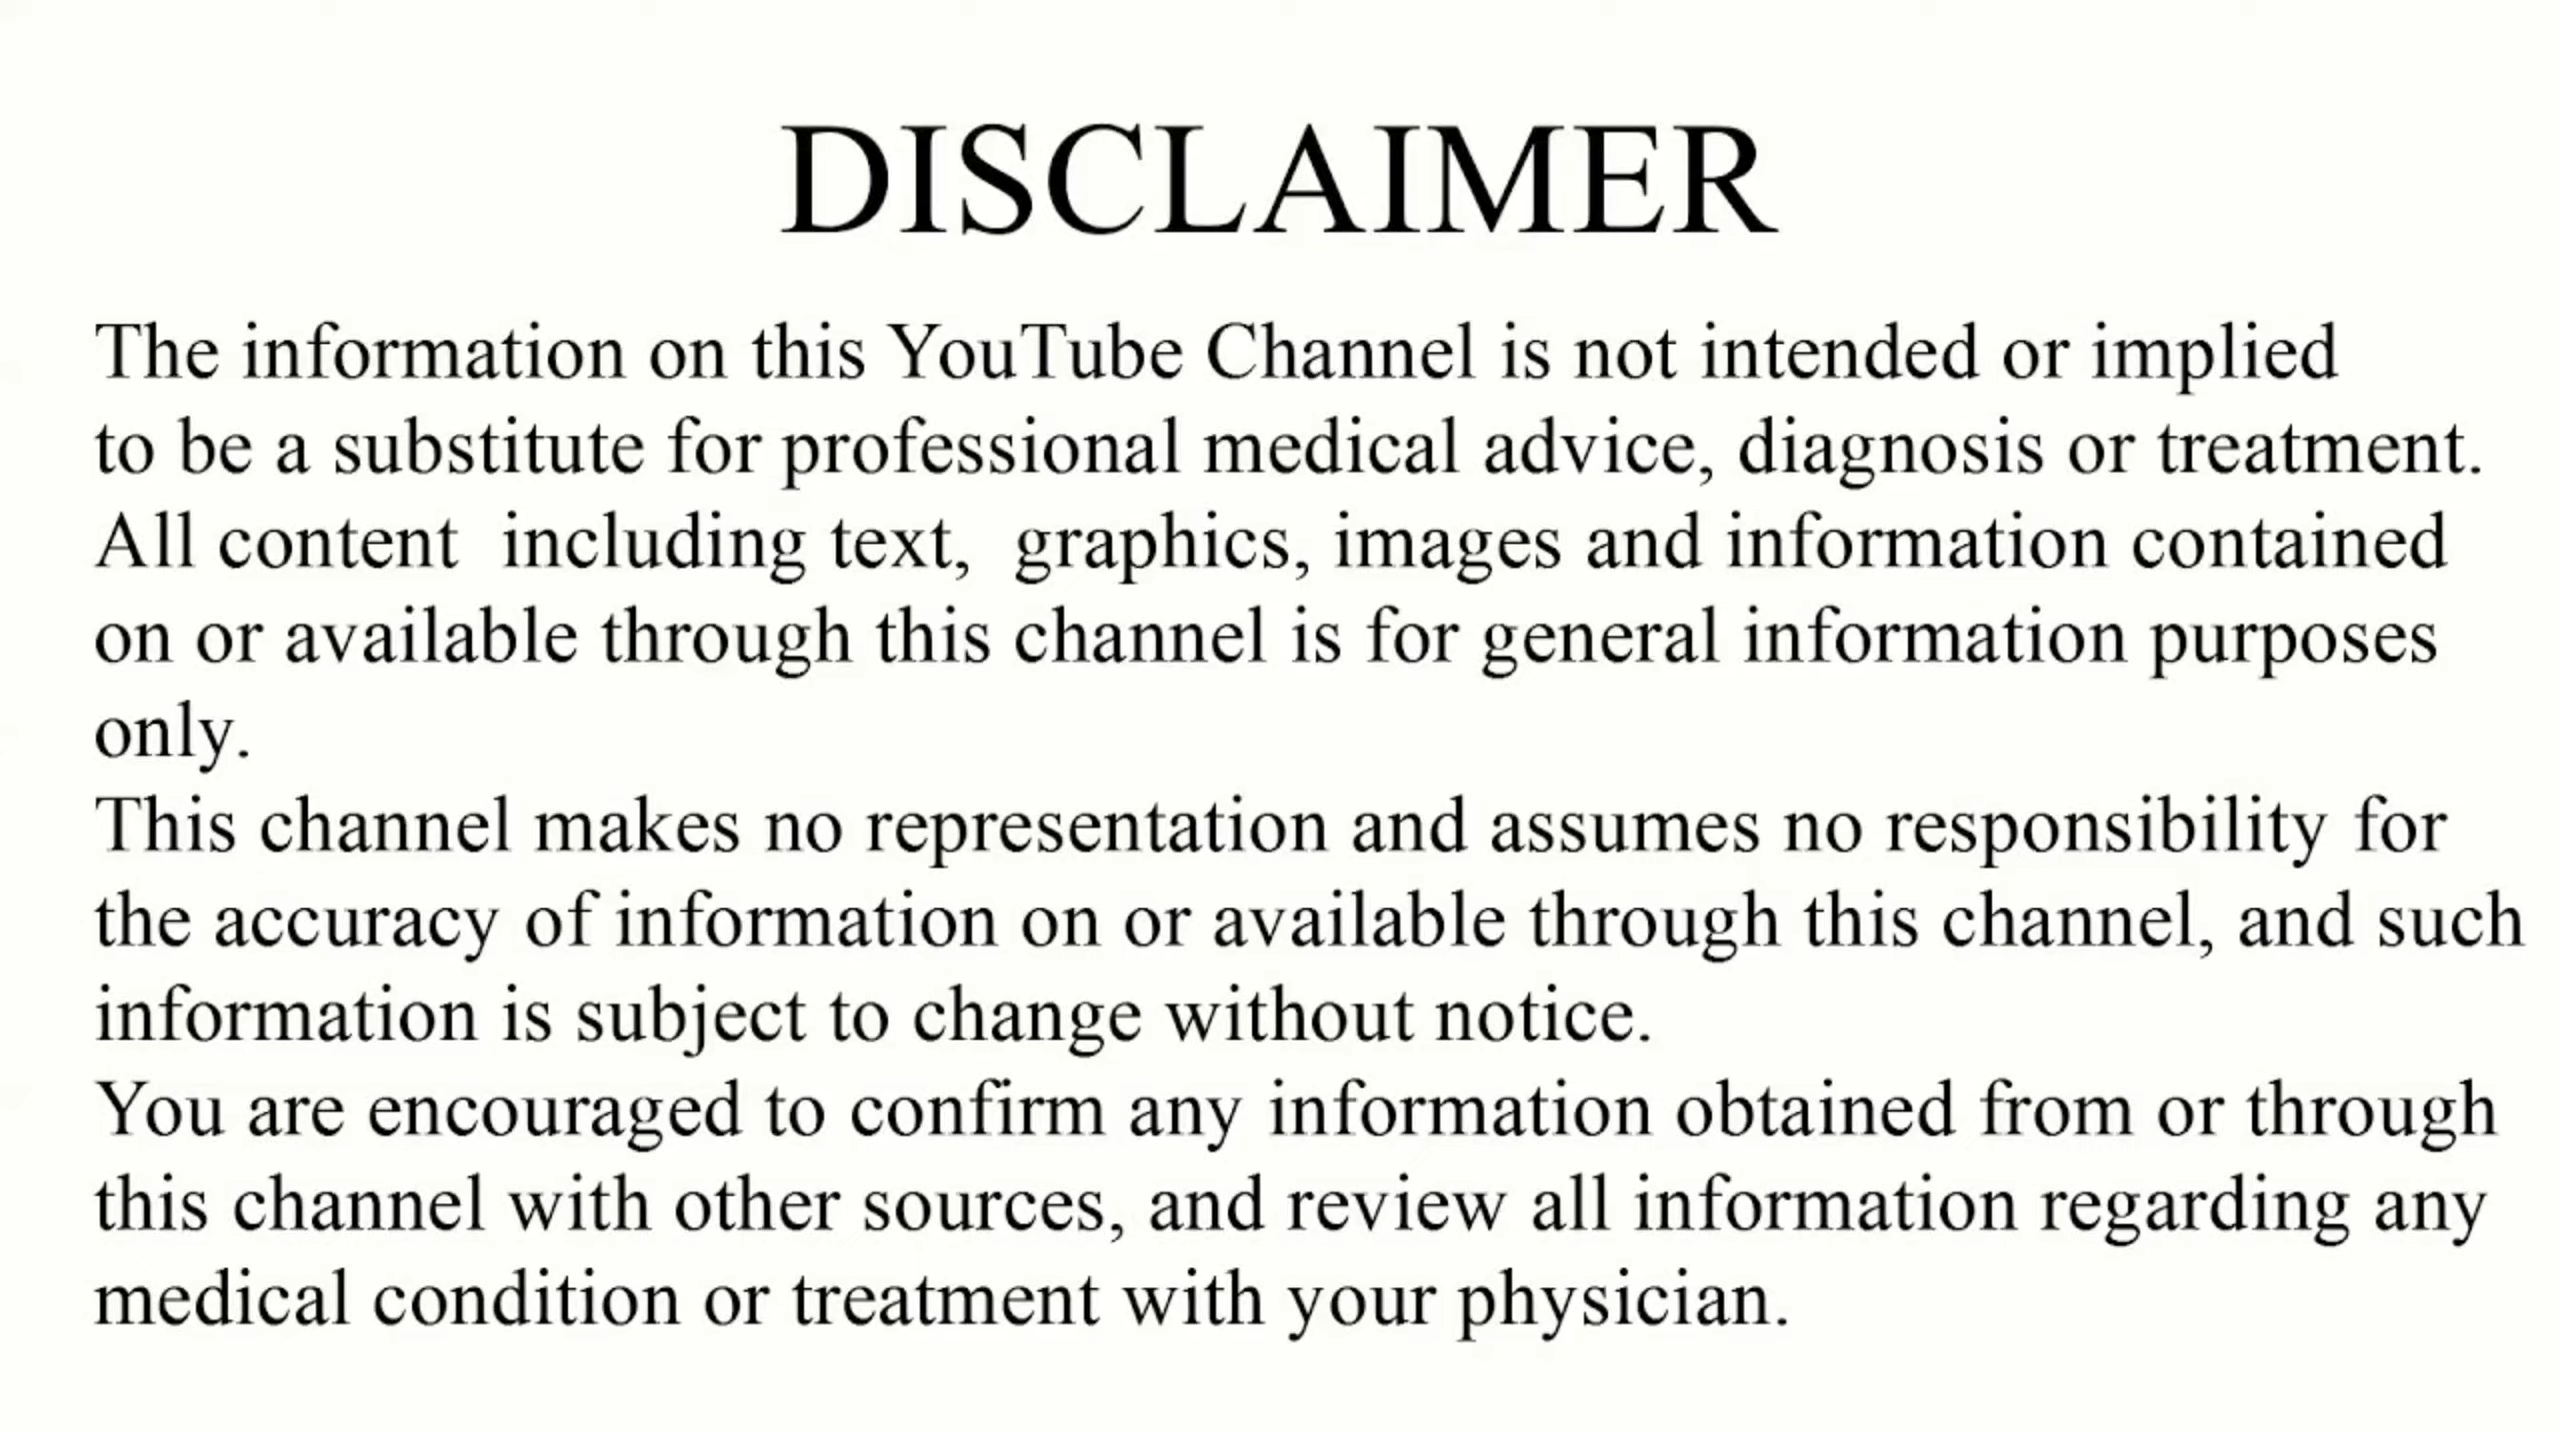 DISCLAIMER
The information on this YouTube Channel is not intended or implied
to be a substitute for professional medical advice, diagnosis or treatment.
All content  including text,  graphics, images and information contained
on or available through this channel is for general information purposes
only.
This channel makes no representation and assumes no responsibility for
the accuracy of information on or available through this channel, and such
information is subject to change without notice.
You are encouraged to confirm any information obtained from or through
this channel with other sources, and review all information regarding any
medical condition or treatment with your physician.